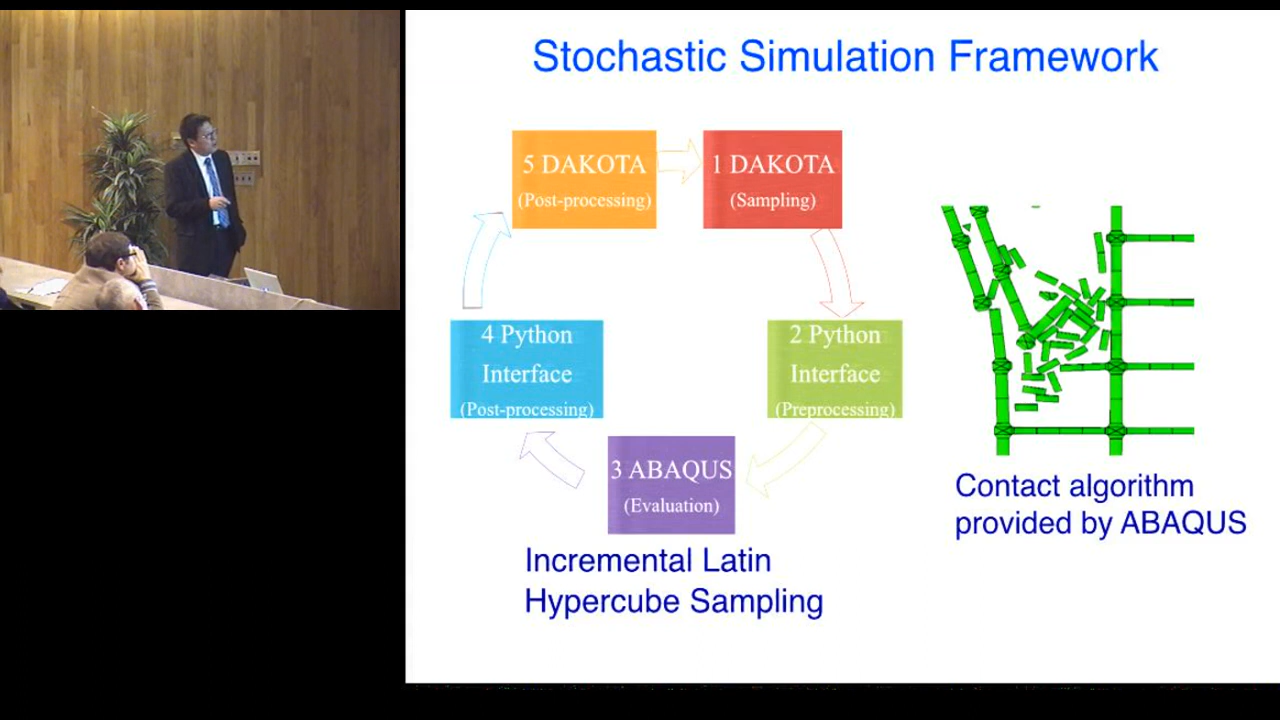 Stochastic Simulation Framework
5 DAKOTA
(Post-processing)
1 DAKOTA
(Sampling)
4 Python
Interface
(Post-processing)
2 Python
Interface
(Preprocessing)
3 ABAQUS
(Evaluation)
Incremental Latin
Hypercube Sampling
Contact algorithm
provided by ABAQUS